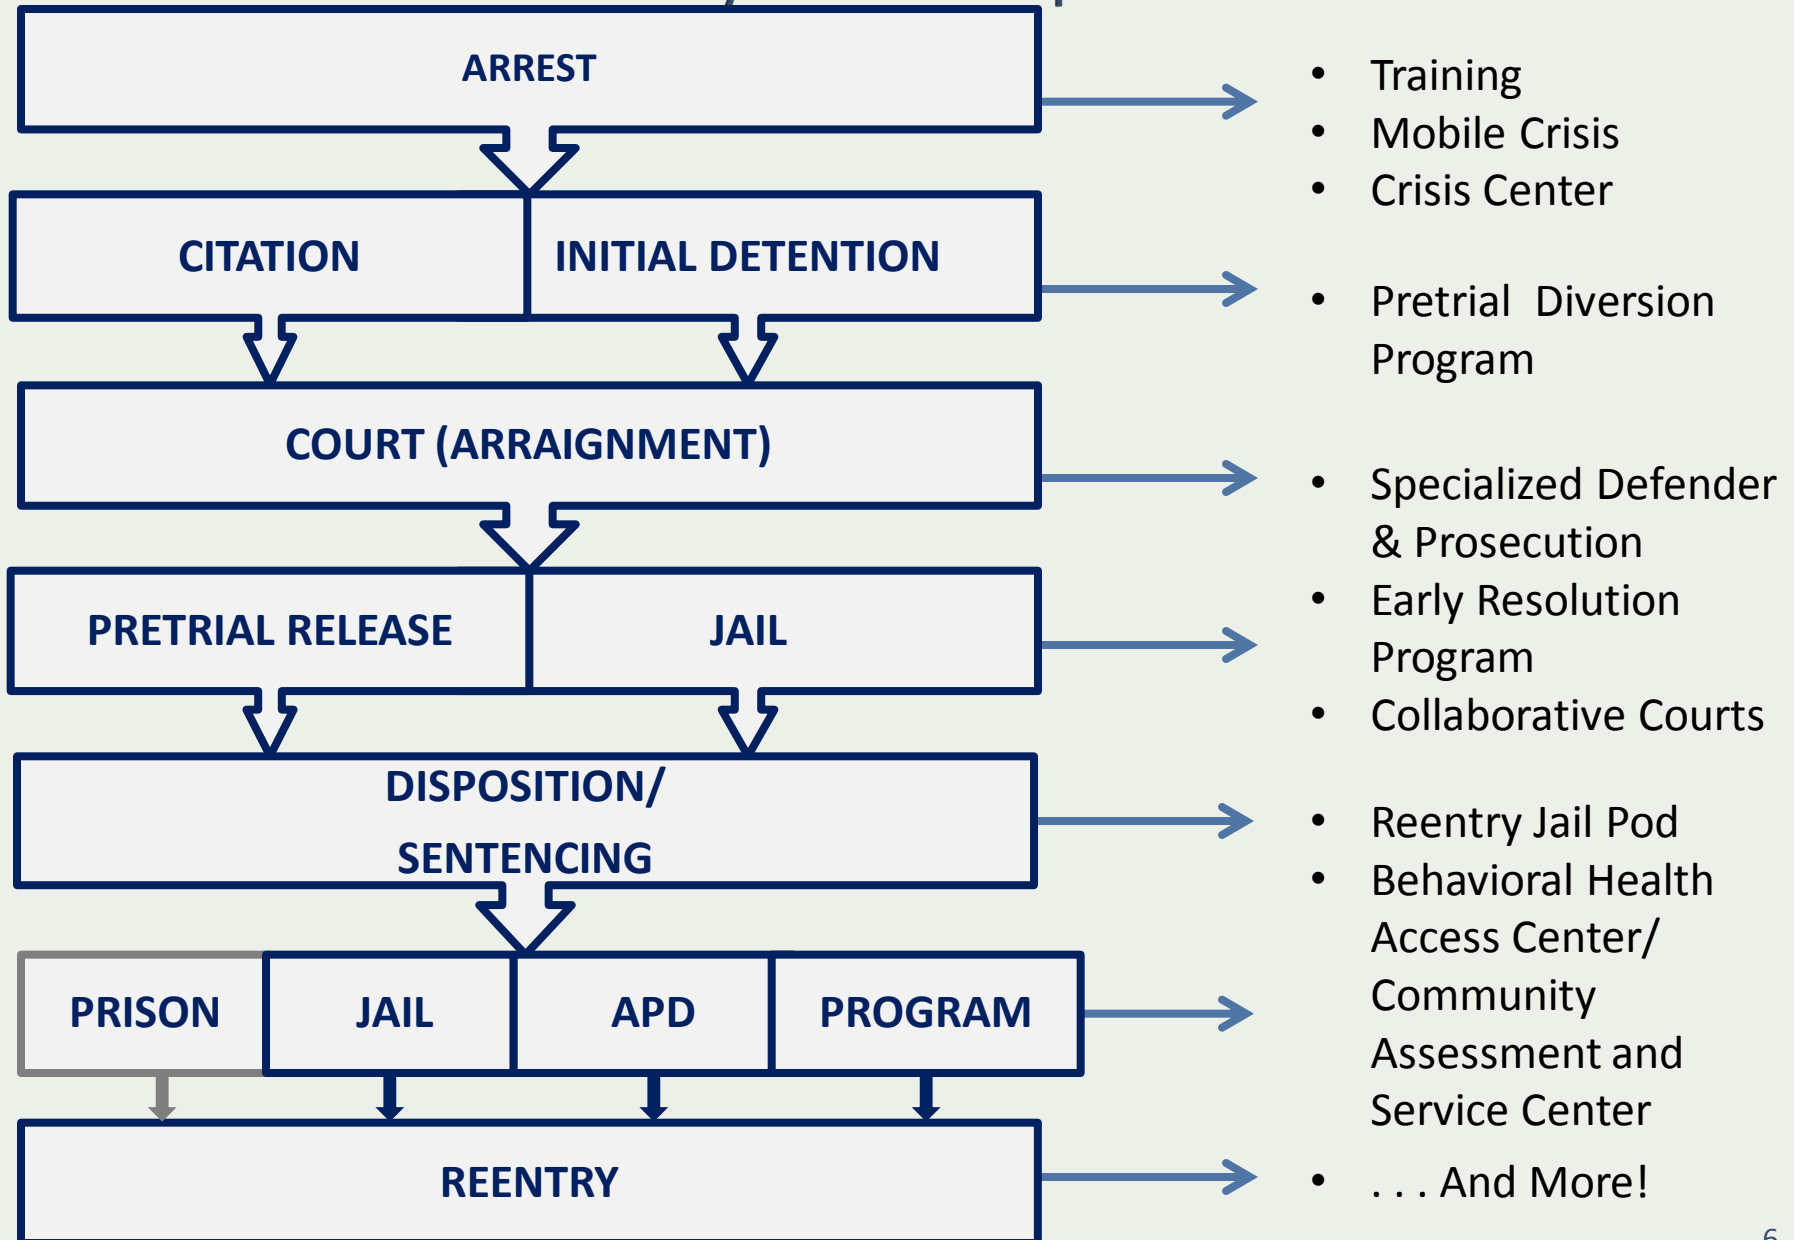 ARREST
• Training
• Mobile Crisis
• Crisis Center
CITATION
INITIAL DETENTION
• Pretrial Diversion
Program
COURT (ARRAIGNMENT)
• Specialized Defender
& Prosecution
• Early Resolution
Program
• Collaborative Courts
PRETRIAL RELEASE
JAIL
DISPOSITION/
SENTENCING
• Reentry Jail Pod
• Behavioral Health
Access Center/
Community
Assessment and
Service Center
PRISON
JAIL
APD
PROGRAM
REENTRY
• . . . And More!
6